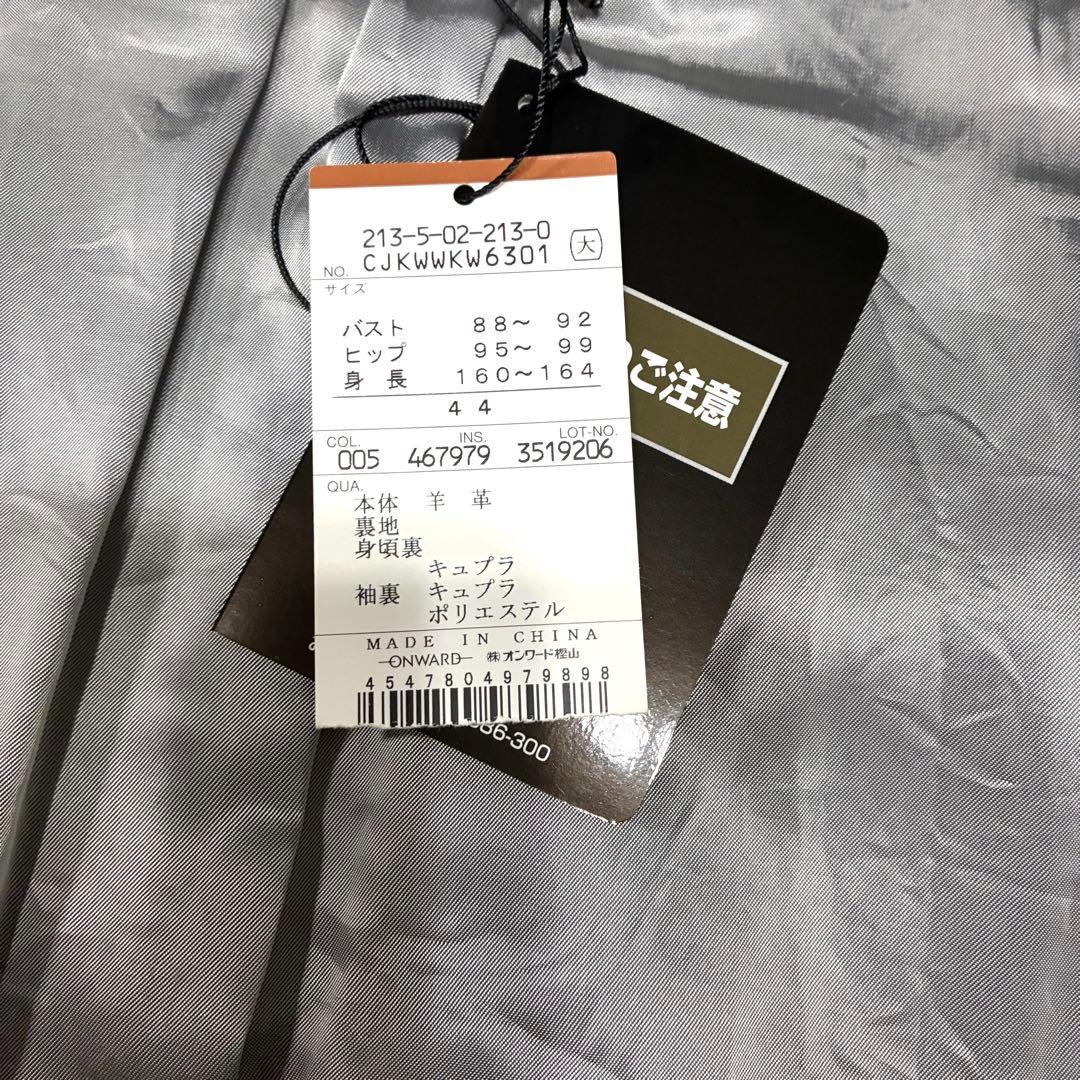 213-5-02-213-0
NO. CJKWWKW6301 大
サイズ
バスト 88～ 92
ヒップ 95～ 99
身 長 160～164
44
COL. INS. LOT-NO.
005 467979 3519206
QUA.
本体 羊 革
裏地
身頃裏
キュプラ
袖裏 キュプラ
ポリエステル
MADE IN CHINA
ONWARD ㈱オンワード樫山
4547804979898
ご注意
86-300